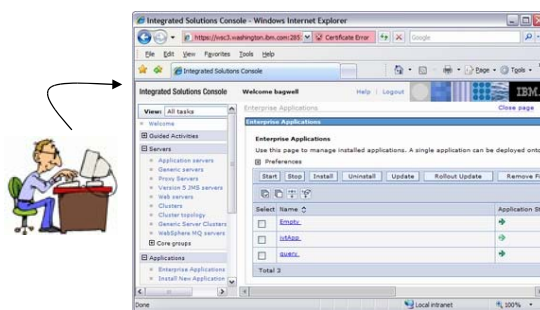 Integrated Solutions Console - Windows Internet Explorer
https://wsc3.washington.ibm.com:285 Certificate Error Google
File Edit View Favorites Tools Help
Integrated Solutions Console Page Tools
Integrated Solutions Console Welcome bagwell Help Logout IBM.
View: All tasks Enterprise Applications Close page
Welcome
Enterprise Applications
Guided Activities
Enterprise Applications
Servers
Use this page to manage installed applications. A single application can be deployed onto
Application servers
Preferences
Generic servers
Proxy Servers
Start Stop Install Uninstall Update Rollout Update Remove Fi
Version 5 JMS servers
Web servers
Clusters
Select Name Application St
Cluster topology
Empty
Generic Server Clusters
WebSphere MQ servers
ivtApp
Core groups
query
Applications
Enterprise Applications
Total 3
Install New Application
Done Local intranet 100%